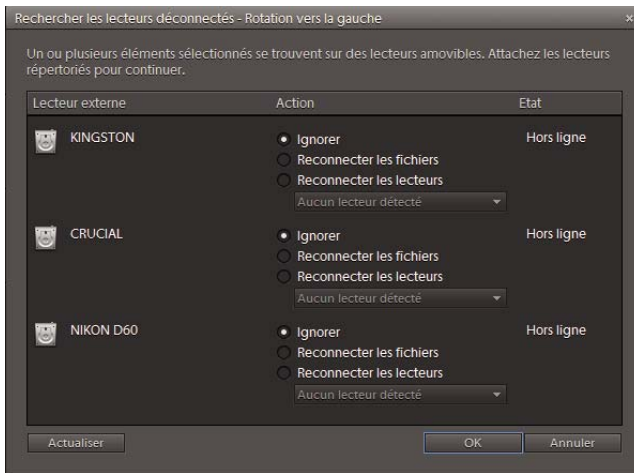 Rechercher les lecteurs déconnectés - Rotation vers la gauche
Un ou plusieurs éléments sélectionnés se trouvent sur des lecteurs amovibles. Attachez les lecteurs
répertoriés pour continuer.
Lecteur externe Action Etat
KINGSTON Ignorer Hors ligne
Reconnecter les fichiers
Reconnecter les lecteurs
Aucun lecteur détecté
CRUCIAL Ignorer Hors ligne
Reconnecter les fichiers
Reconnecter les lecteurs
Aucun lecteur détecté
NIKON D60 Ignorer Hors ligne
Reconnecter les fichiers
Reconnecter les lecteurs
Aucun lecteur détecté
Actualiser OK Annuler